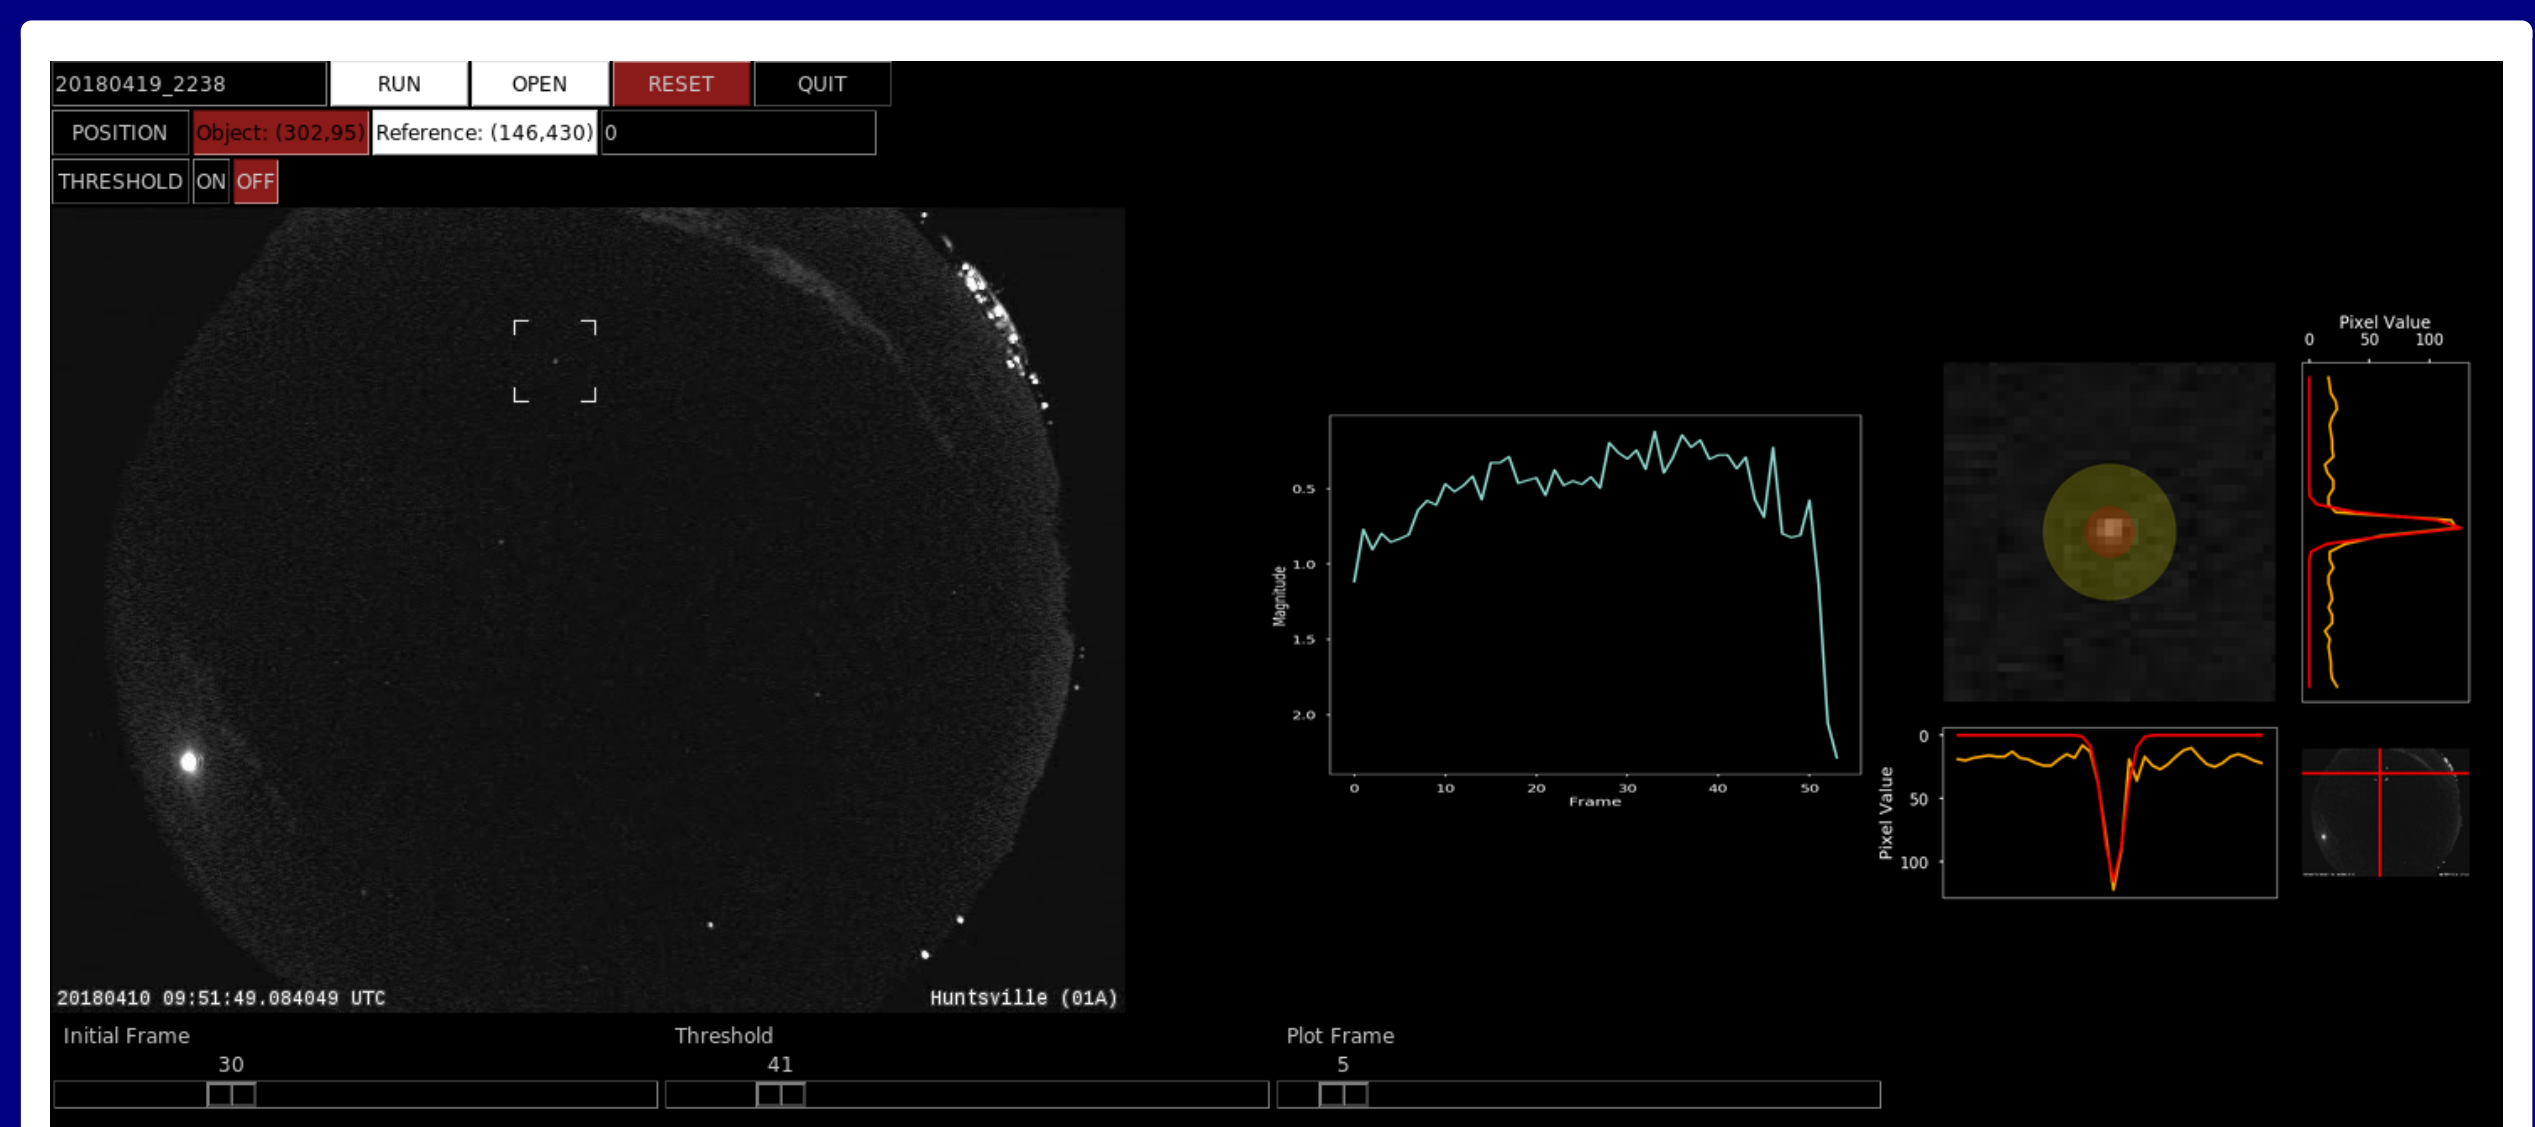 20180419_2238 RUN OPEN RESET QUIT
POSITION Object: (302,95) Reference: (146,430) 0
THRESHOLD ON OFF
20180410 09:51:49.084049 UTC Huntsville (01A)
Initial Frame Threshold Plot Frame
30 41 5
Magnitude
0.5
1.0
1.5
2.0
0 10 20 30 40 50
Frame
Pixel Value
0 50 100
Pixel Value
0
50
100